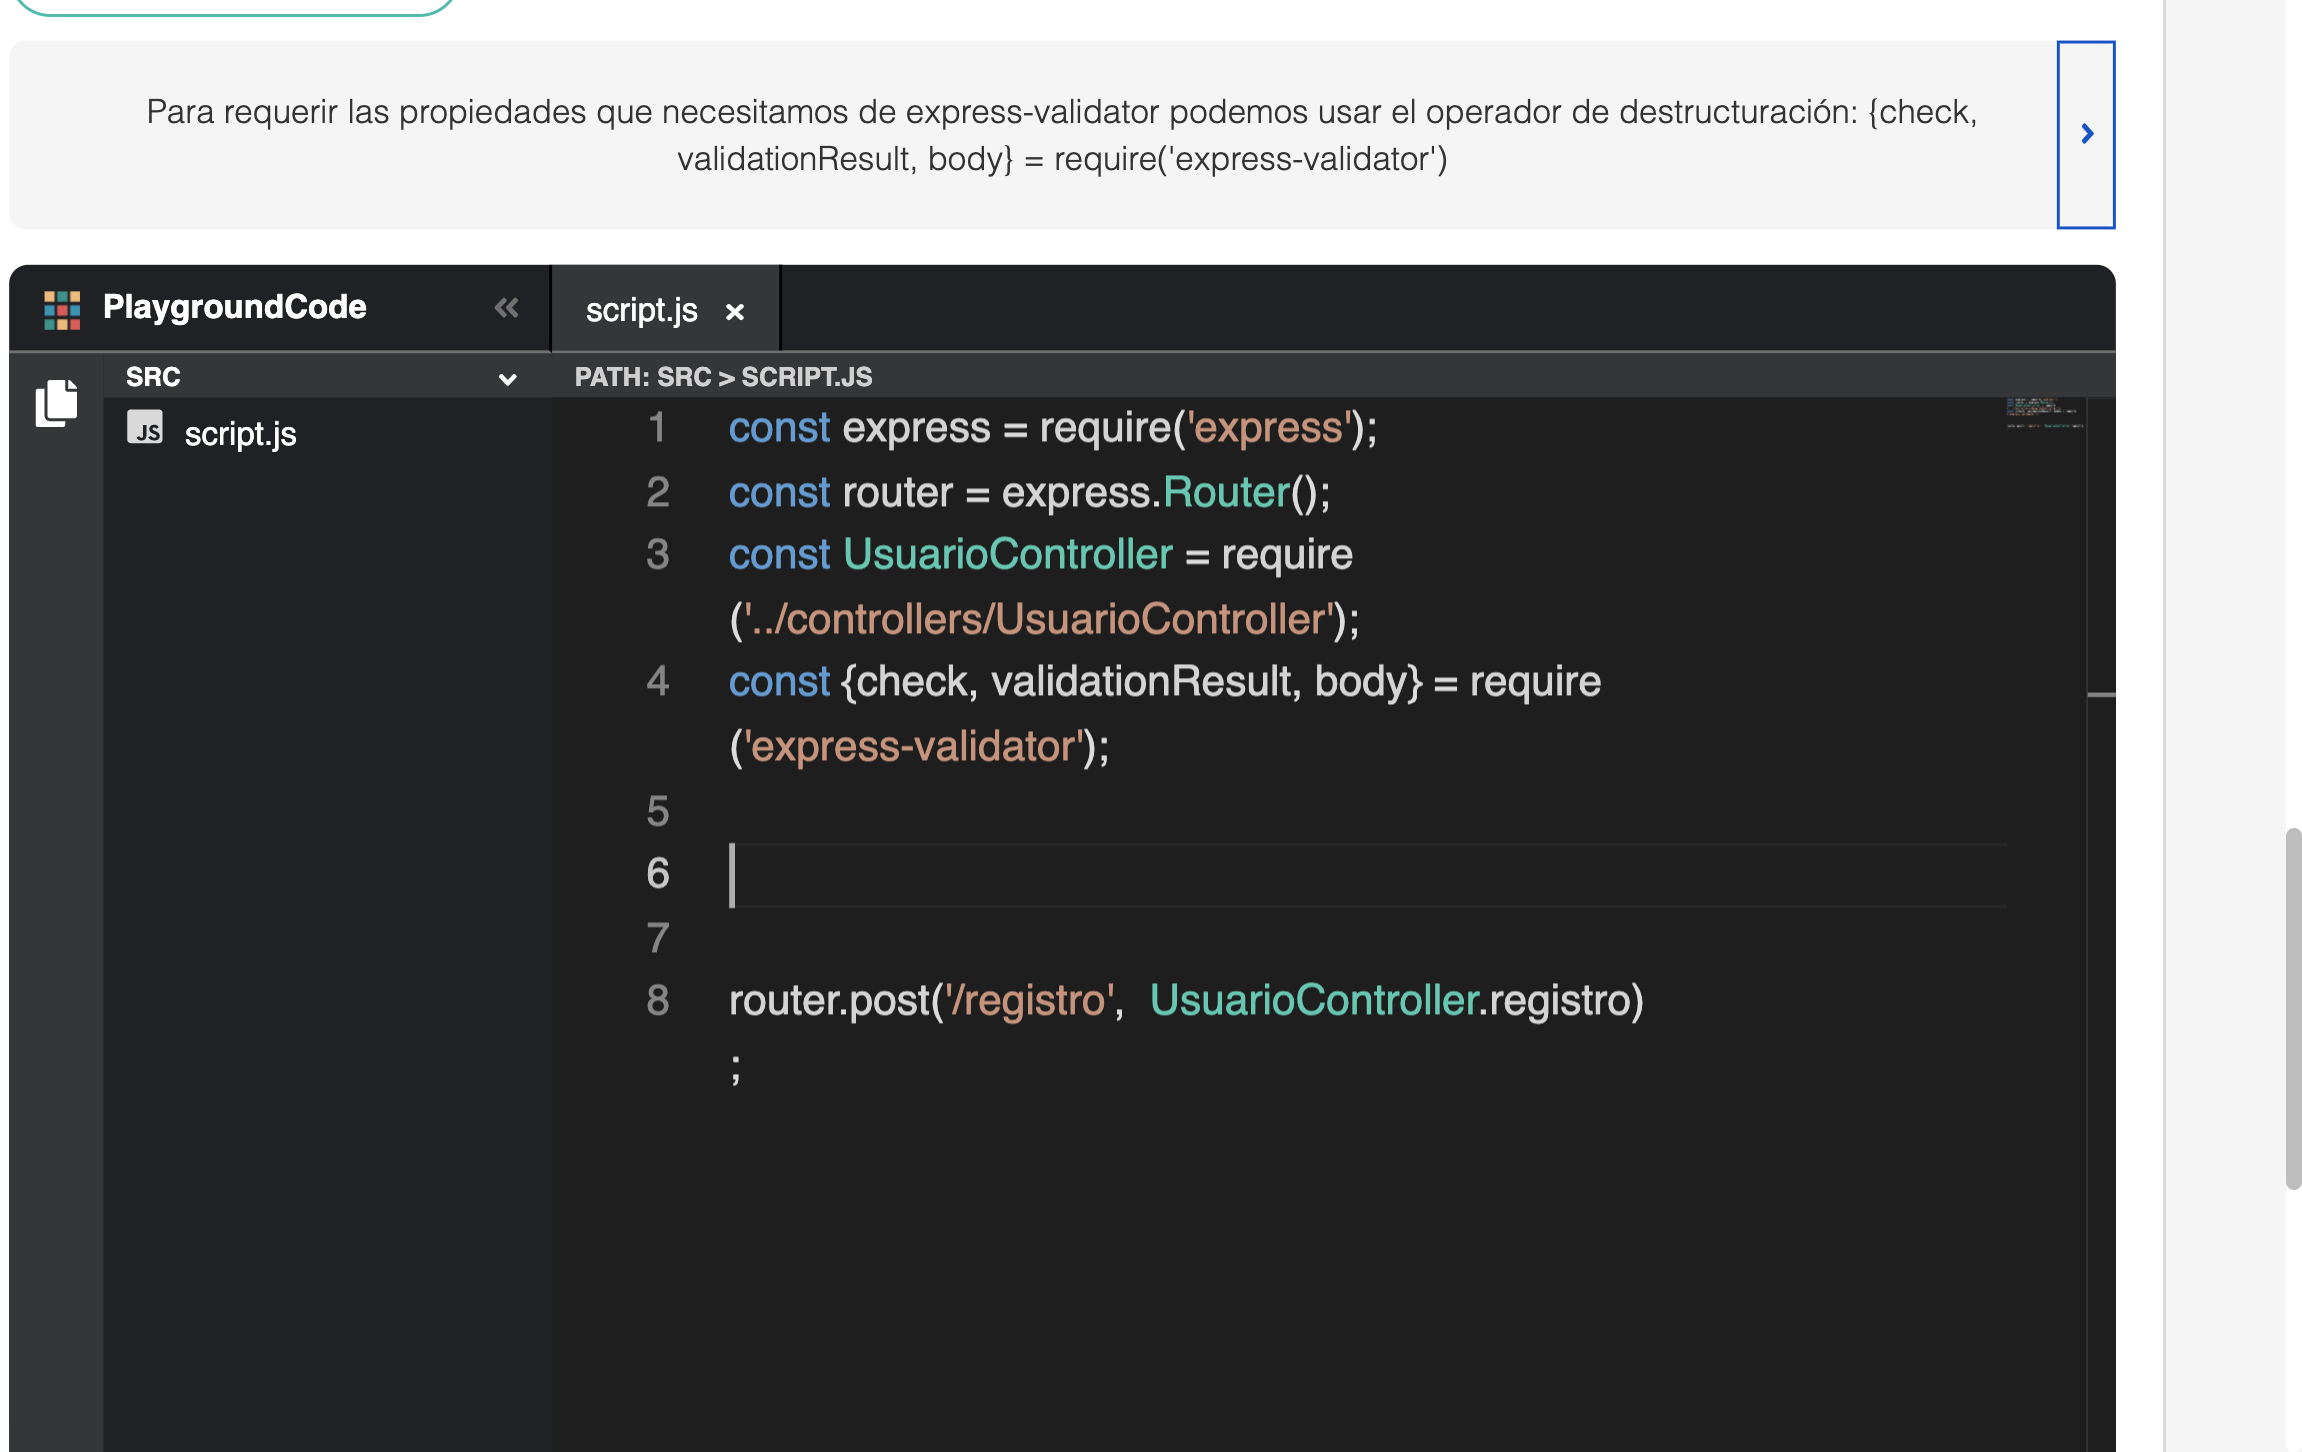 Para requerir las propiedades que necesitamos de express-validator podemos usar el operador de destructuración: {check,
validationResult, body} = require('express-validator')
PlaygroundCode
script.js
SRC
PATH: SRC > SCRIPT.JS
JS script.js
1 const express = require('express');
2 const router = express.Router();
3 const UsuarioController = require
('../controllers/UsuarioController');
4 const {check, validationResult, body} = require
('express-validator');
5
6
7
8 router.post('/registro',  UsuarioController.registro)
;